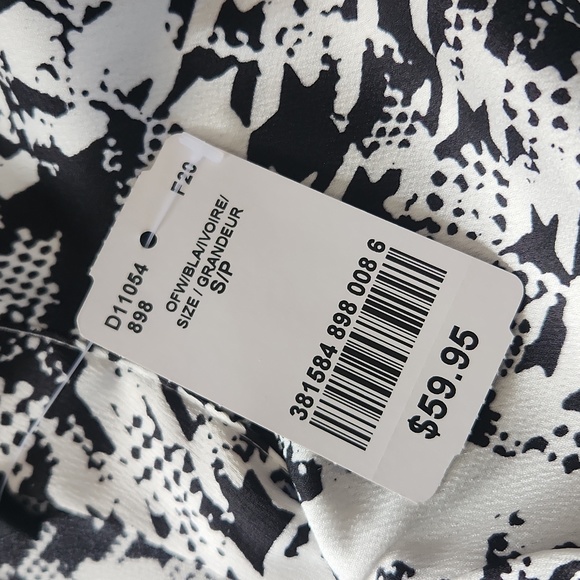 F20
D11054
898
OFW/BLA/IVOIRE/
SIZE / GRANDEUR
S/P
381584 898 008 6
$59.95